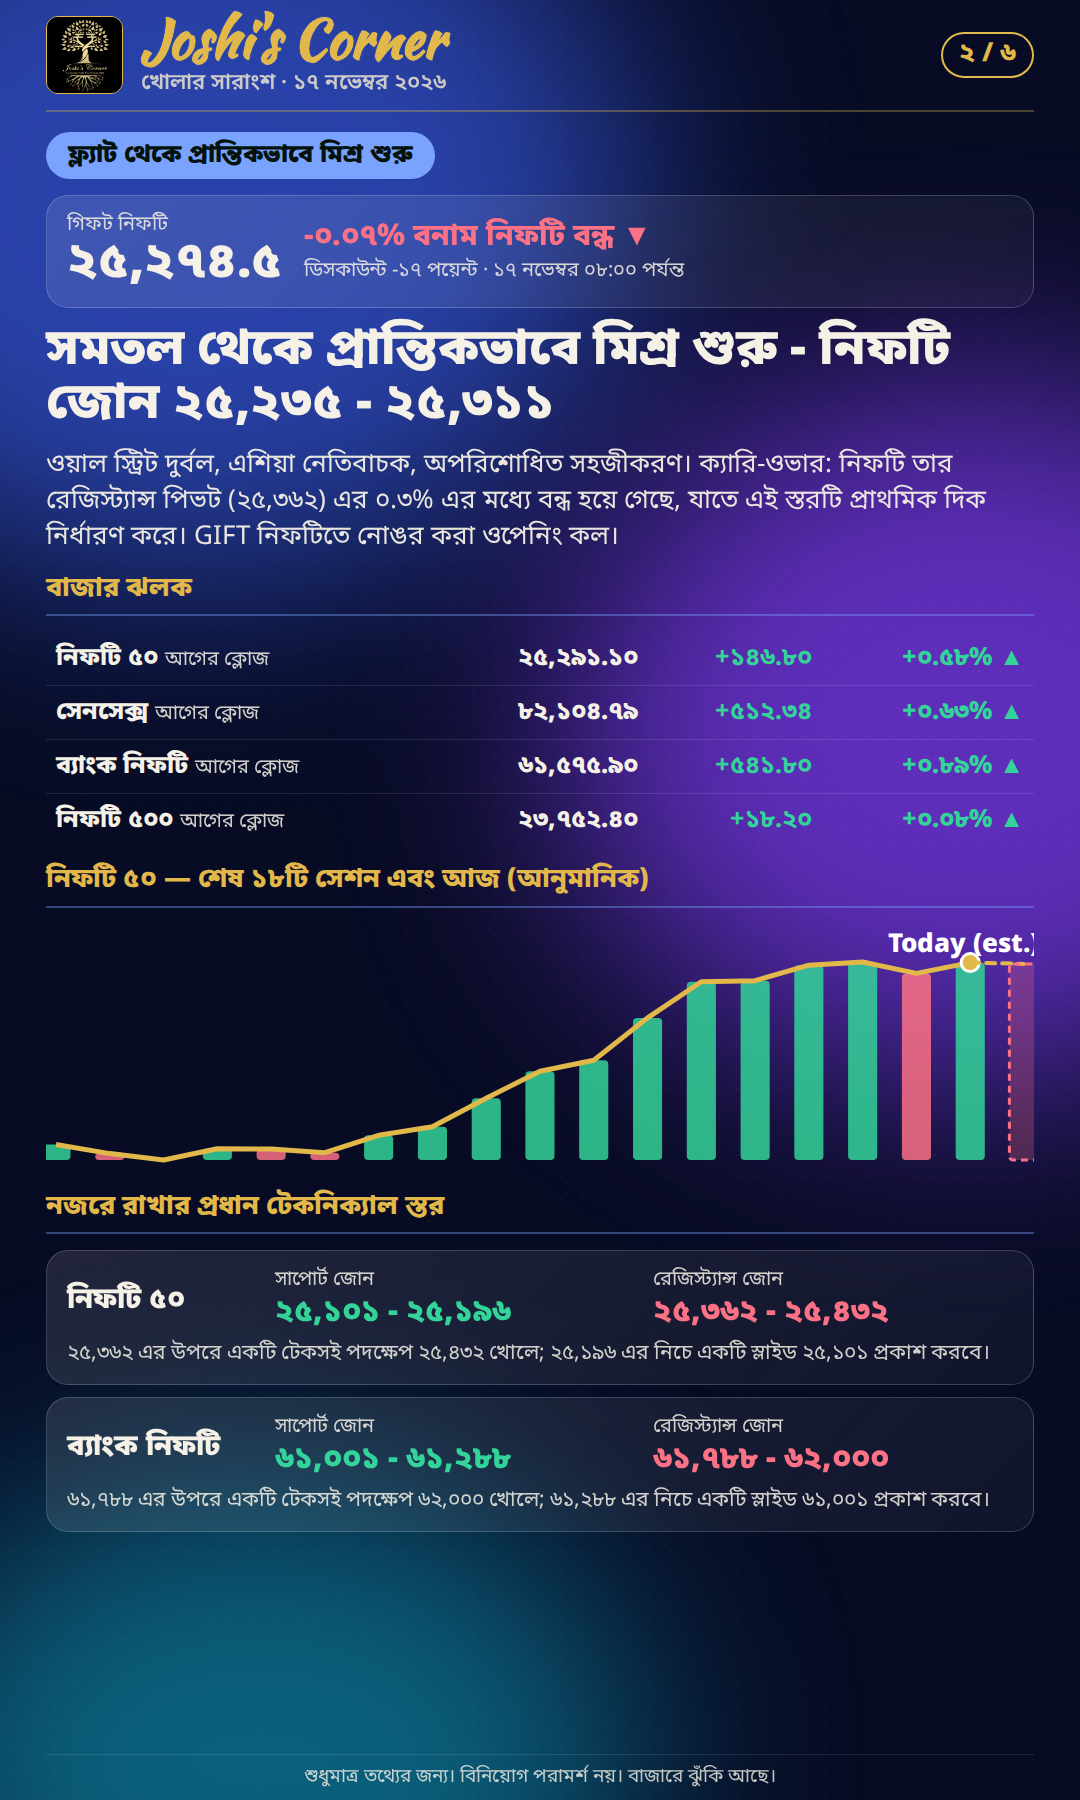 Joshi's Corner
খোলার সারাংশ · ১৭ নভেম্বর ২০২৬
২ / ৬
ফ্ল্যাট থেকে প্রান্তিকভাবে মিশ্র শুরু
গিফট নিফটি
২৫,২৭৪.৫
-০.০৭% বনাম নিফটি বন্ধ ▼
ডিসকাউন্ট -১৭ পয়েন্ট · ১৭ নভেম্বর ০৮:০০ পর্যন্ত
সমতল থেকে প্রান্তিকভাবে মিশ্র শুরু - নিফটি
জোন ২৫,২৩৫ - ২৫,৩১১
ওয়াল স্ট্রিট দুর্বল, এশিয়া নেতিবাচক, অপরিশোধিত সহজীকরণ। ক্যারি-ওভার: নিফটি তার
রেজিস্ট্যান্স পিভট (২৫,৩৬২) এর ০.৩% এর মধ্যে বন্ধ হয়ে গেছে, যাতে এই স্তরটি প্রাথমিক দিক
নির্ধারণ করে। GIFT নিফটিতে নোঙর করা ওপেনিং কল।
বাজার ঝলক
নিফটি ৫০ আগের ক্লোজ ২৫,২৯১.১০ +১৪৬.৮০ +০.৫৮% ▲
সেনসেক্স আগের ক্লোজ ৮২,১০৪.৭৯ +৫১২.৩৪ +০.৬৩% ▲
ব্যাংক নিফটি আগের ক্লোজ ৬১,৫৭৫.৯০ +৫৪১.৮০ +০.৮৯% ▲
নিফটি ৫০০ আগের ক্লোজ ২৩,৭৫২.৪০ +১৮.২০ +০.০৮% ▲
নিফটি ৫০ — শেষ ১৮টি সেশন এবং আজ (আনুমানিক)
Today (est.)
নজরে রাখার প্রধান টেকনিক্যাল স্তর
নিফটি ৫০
সাপোর্ট জোন
২৫,১০১ - ২৫,১৯৬
রেজিস্ট্যান্স জোন
২৫,৩৬২ - ২৫,৪৩২
২৫,৩৬২ এর উপরে একটি টেকসই পদক্ষেপ ২৫,৪৩২ খোলে; ২৫,১৯৬ এর নিচে একটি স্লাইড ২৫,১০১ প্রকাশ করবে।
ব্যাংক নিফটি
সাপোর্ট জোন
৬১,০০১ - ৬১,২৮৮
রেজিস্ট্যান্স জোন
৬১,৭৮৮ - ৬২,০০০
৬১,৭৮৮ এর উপরে একটি টেকসই পদক্ষেপ ৬২,০০০ খোলে; ৬১,২৮৮ এর নিচে একটি স্লাইড ৬১,০০১ প্রকাশ করবে।
শুধুমাত্র তথ্যের জন্য। বিনিয়োগ পরামর্শ নয়। বাজারে ঝুঁকি আছে।